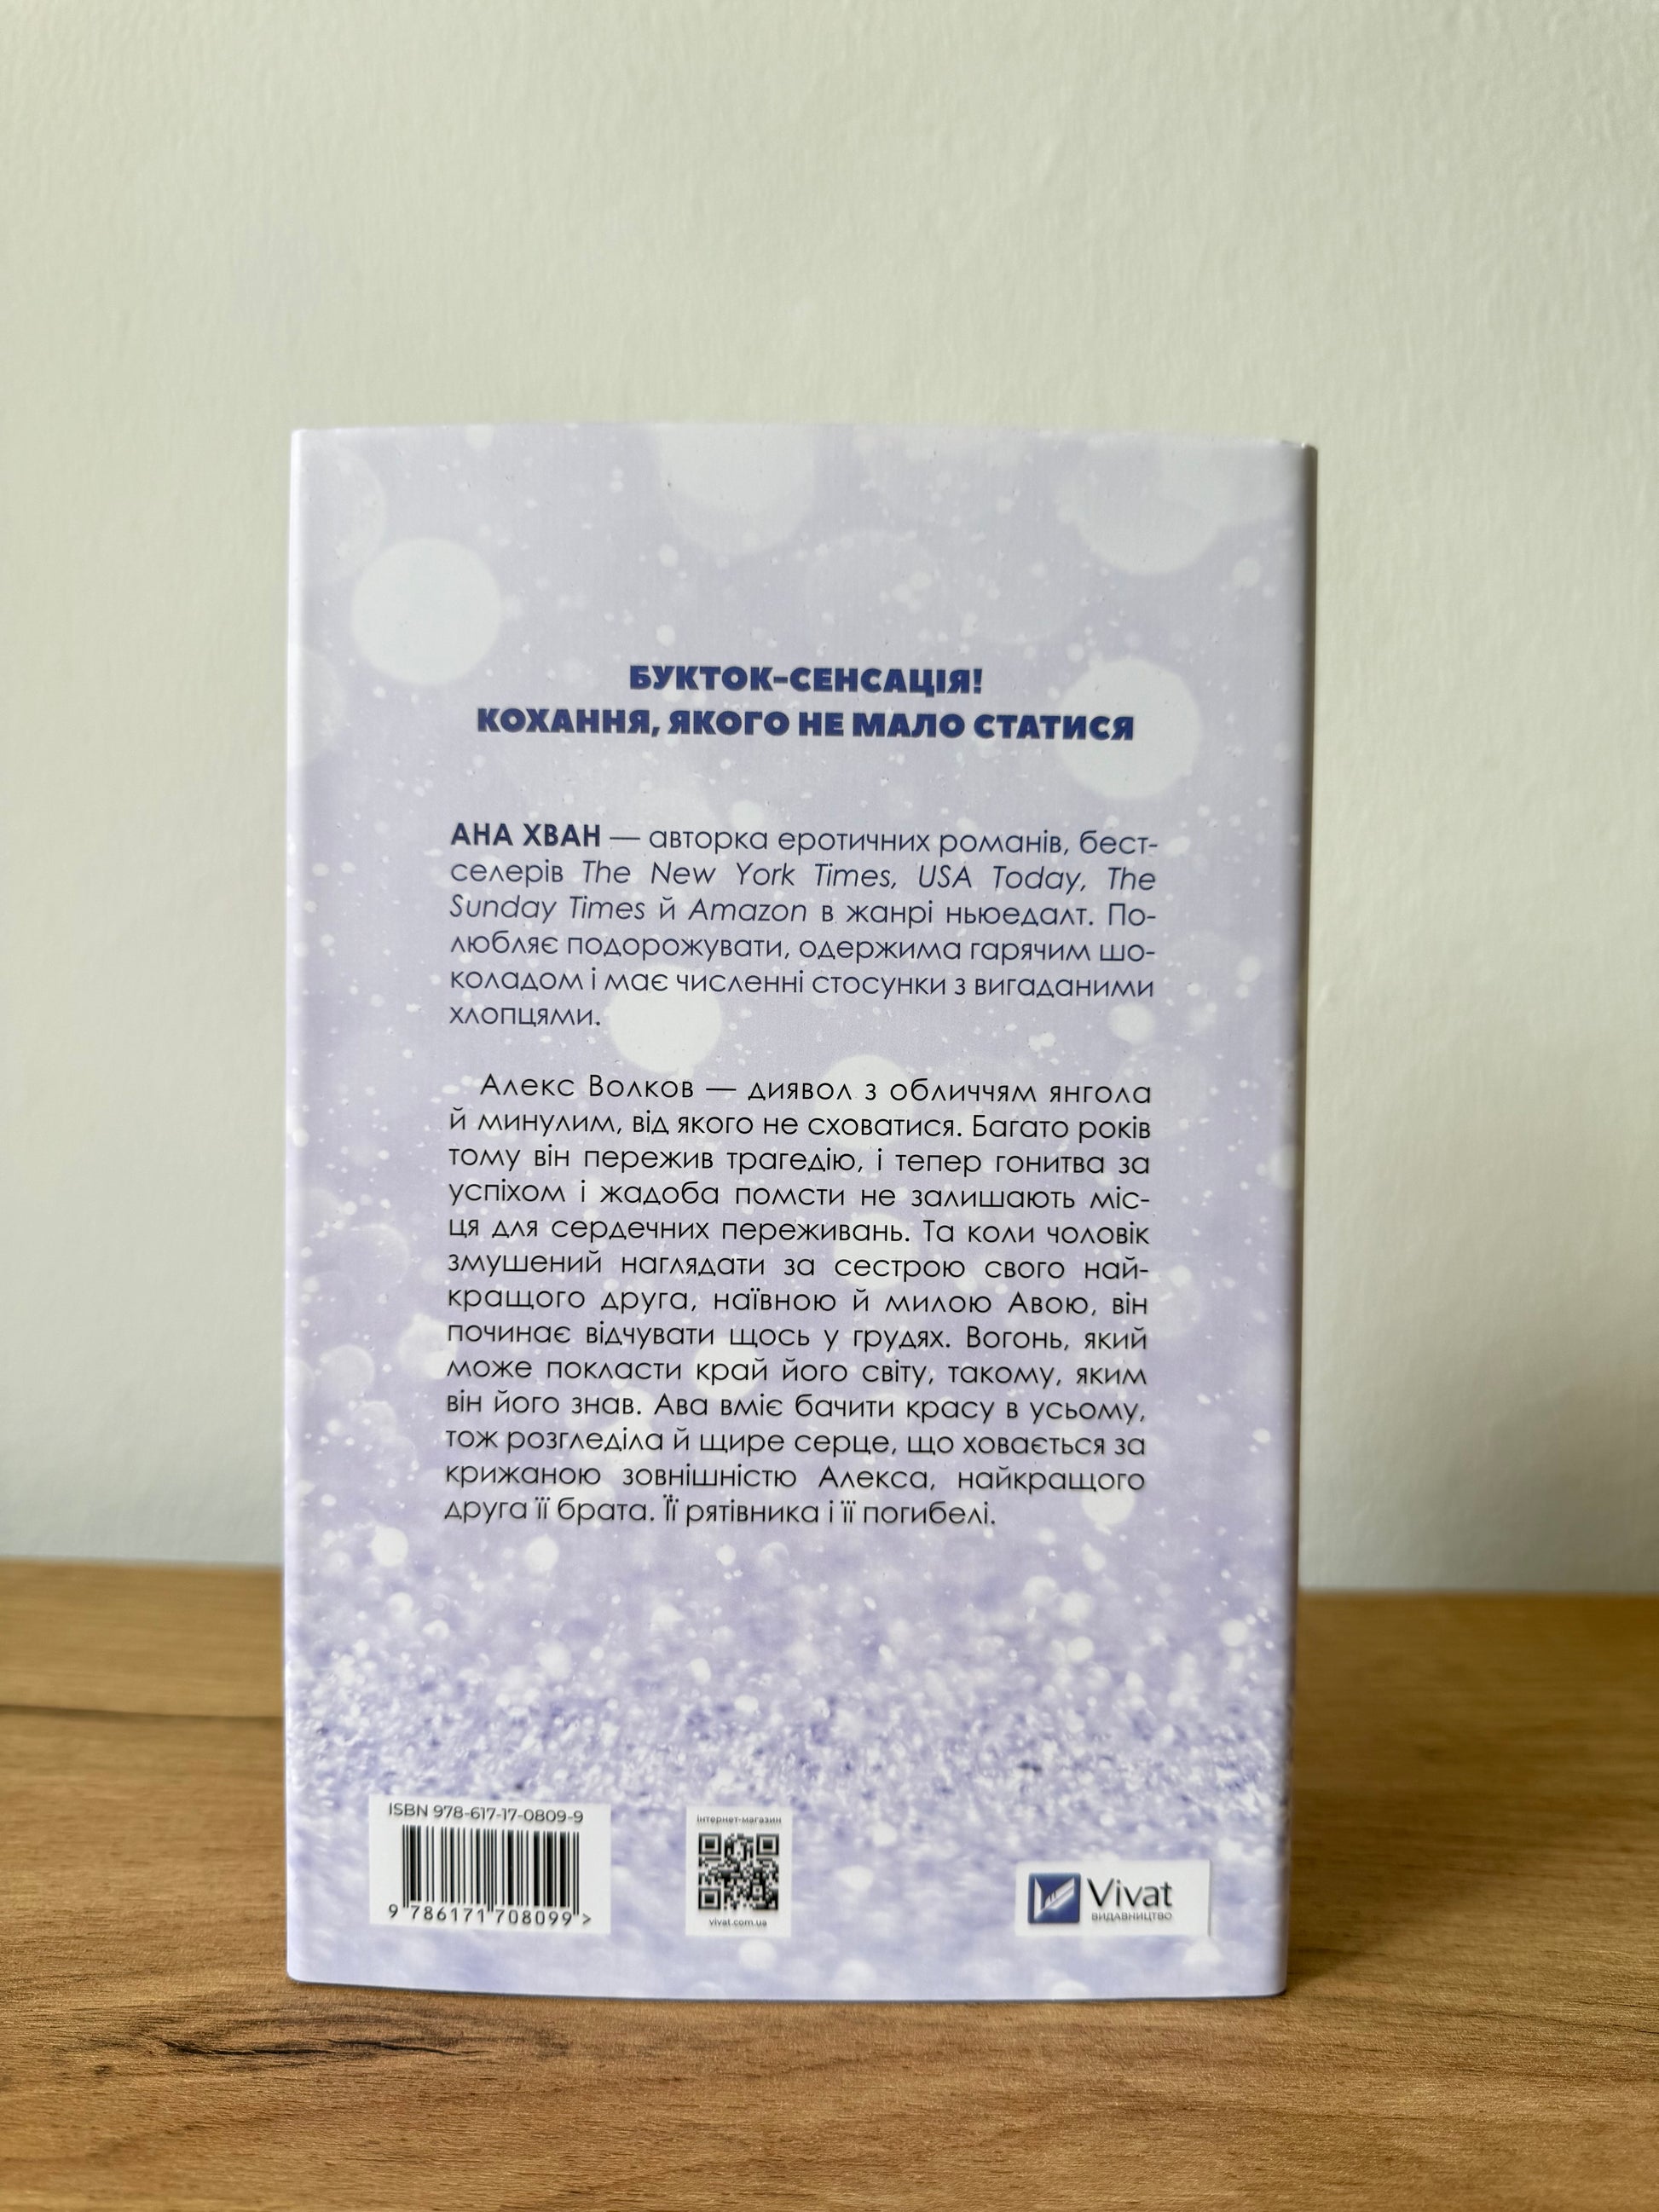 БУКТОК-СЕНСАЦІЯ!
КОХАННЯ, ЯКОГО НЕ МАЛО СТАТИСЯ
АНА ХВАН — авторка еротичних романів, бест-
селерів The New York Times, USA Today, The
Sunday Times й Amazon в жанрі ньюедалт. По-
любляє подорожувати, одержима гарячим шо-
коладом і має численні стосунки з вигаданими
хлопцями.
Алекс Волков — диявол з обличчям янгола
й минулим, від якого не сховатися. Багато років
тому він пережив трагедію, і тепер гонитва за
успіхом і жадоба помсти не залишають міс-
ця для сердечних переживань. Та коли чоловік
змушений наглядати за сестрою свого най-
кращого друга, наївною й милою Авою, він
починає відчувати щось у грудях. Вогонь, який
може покласти край його світу, такому, яким
він його знав. Ава вміє бачити красу в усьому,
тож розгледіла й щире серце, що ховається за
крижаною зовнішністю Алекса, найкращого
друга її брата. Її рятівника і її погибелі.
ISBN 978-617-17-0809-9
9 786171 708099 >
інтернет-магазин
vivat.com.ua
Vivat
ВИДАВНИЦТВО